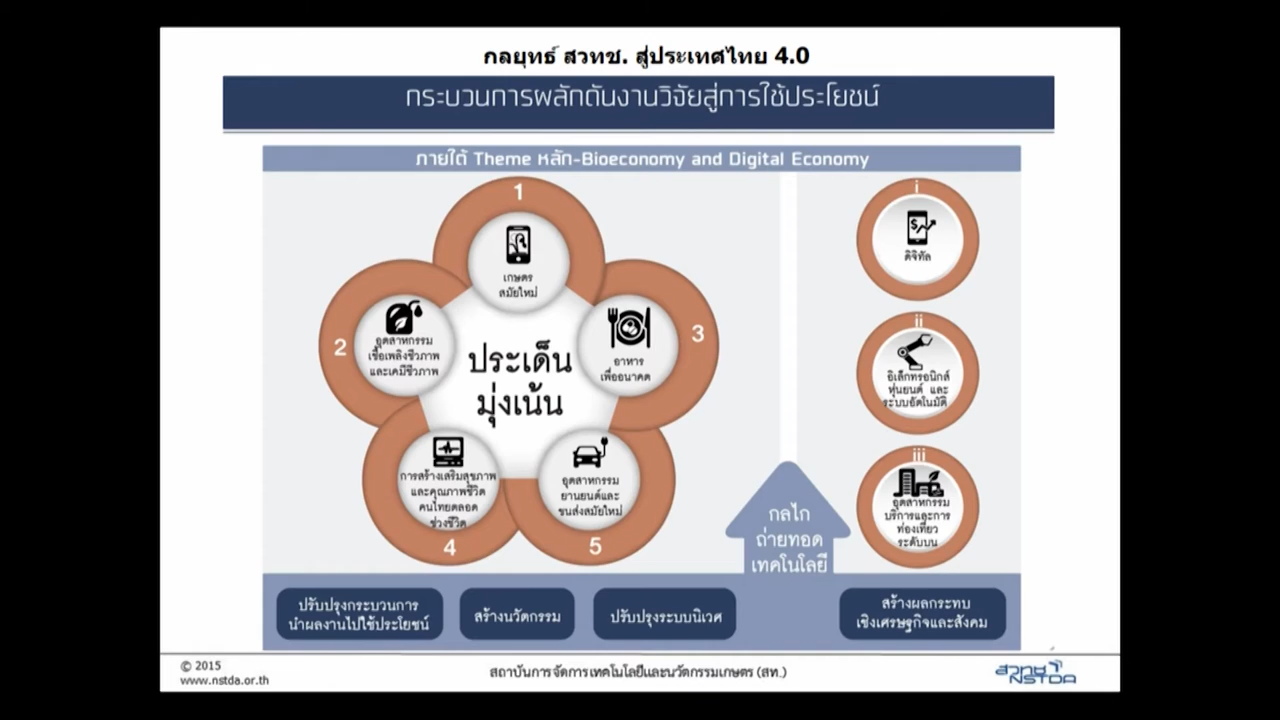 กลยุทธ์ สวทช. สู่ประเทศไทย 4.0
กระบวนการผลักดันงานวิจัยสู่การใช้ประโยชน์
ภายใต้ Theme หลัก-Bioeconomy and Digital Economy
1
เกษตร
สมัยใหม่
2
อุตสาหกรรม
เชื้อเพลิงชีวภาพ
และเคมีชีวภาพ
3
อาหาร
เพื่ออนาคต
ประเด็น
มุ่งเน้น
4
การสร้างเสริมสุขภาพ
และคุณภาพชีวิต
คนไทยตลอด
ช่วงชีวิต
5
อุตสาหกรรม
ยานยนต์และ
ขนส่งสมัยใหม่
i
ดิจิทัล
ii
อิเล็กทรอนิกส์
หุ่นยนต์ และ
ระบบอัตโนมัติ
iii
อุตสาหกรรม
บริการและการ
ท่องเที่ยว
ระดับบน
กลไก
ถ่ายทอด
เทคโนโลยี
ปรับปรุงกระบวนการ
นำผลงานไปใช้ประโยชน์
สร้างนวัตกรรม
ปรับปรุงระบบนิเวศ
สร้างผลกระทบ
เชิงเศรษฐกิจและสังคม
© 2015
www.nstda.or.th
สถาบันการจัดการเทคโนโลยีและนวัตกรรมเกษตร (สท.)
สวทช
NSTDA